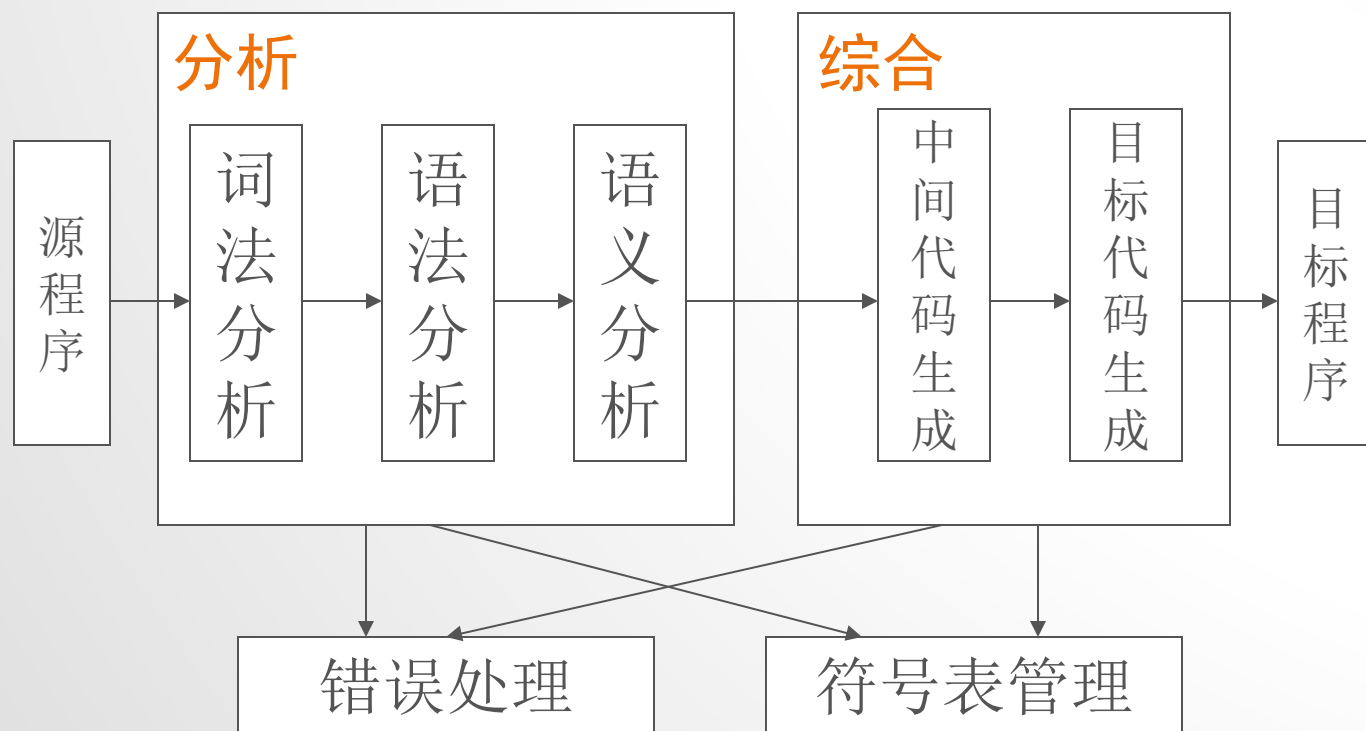 分析
综合
源程序
词法分析
语法分析
语义分析
中间代码生成
目标代码生成
目标程序
错误处理
符号表管理